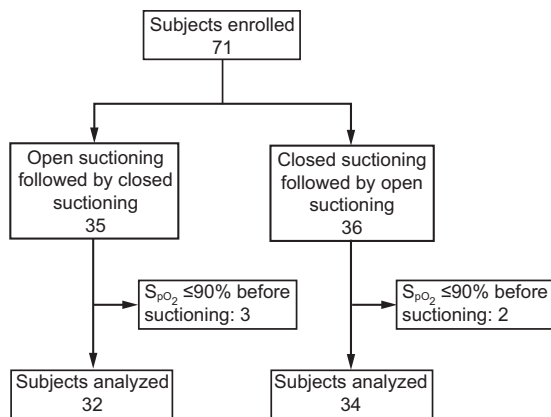 Subjects enrolled
71
Open suctioning
followed by closed
suctioning
35
Closed suctioning
followed by open
suctioning
36
SpO2 ≤90% before
suctioning: 3
SpO2 ≤90% before
suctioning: 2
Subjects analyzed
32
Subjects analyzed
34